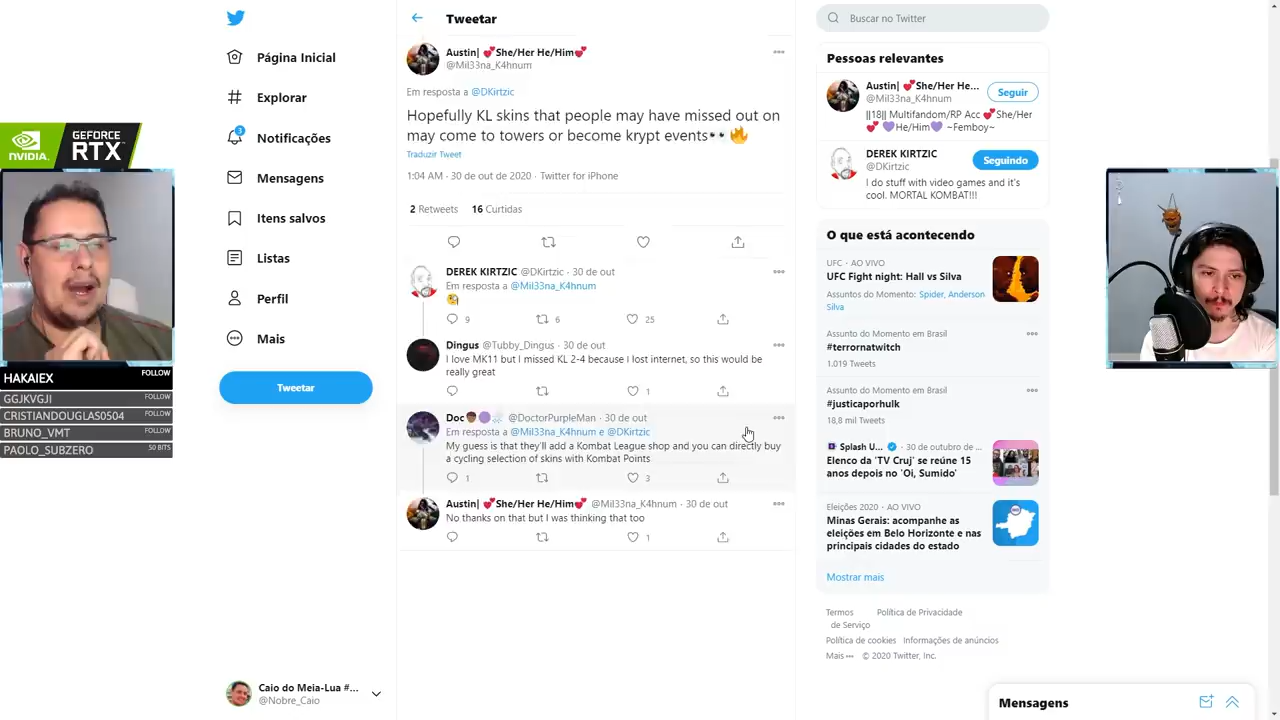 Tweetar
Buscar no Twitter
Austin| 💕She/Her He/Him💕
@Mil33na_K4hnum
Em resposta a @DKirtzic
Hopefully KL skins that people may have missed out on
may come to towers or become krypt events👀🔥
Traduzir Tweet
1:04 AM · 30 de out de 2020 · Twitter for iPhone
2 Retweets 16 Curtidas
DEREK KIRTZIC @DKirtzic · 30 de out
Em resposta a @Mil33na_K4hnum
🧐
9 6 25
Dingus @Tubby_Dingus · 30 de out
I love MK11 but I missed KL 2-4 because I lost internet, so this would be
really great
1
Doc @DoctorPurpleMan · 30 de out
Em resposta a @Mil33na_K4hnum e @DKirtzic
My guess is that they'll add a Kombat League shop and you can directly buy
a cycling selection of skins with Kombat Points
1 3
Austin| 💕She/Her He/Him💕 @Mil33na_K4hnum · 30 de out
No thanks on that but I was thinking that too
1
Página Inicial
Explorar
3
Notificações
Mensagens
Itens salvos
Listas
Perfil
Mais
Tweetar
Caio do Meia-Lua #...
@Nobre_Caio
NVIDIA.
GEFORCE
RTX
HAKAIEX FOLLOW
GGJKVGJI FOLLOW
CRISTIANDOUGLAS0504 FOLLOW
BRUNO_VMT FOLLOW
PAOLO_SUBZERO 50 BITS
Pessoas relevantes
Austin| 💕She/Her He...
@Mil33na_K4hnum
Seguir
||18|| Multifandom/RP Acc 💕She/Her
💕 💜He/Him💜 ~Femboy~
DEREK KIRTZIC
@DKirtzic
Seguindo
I do stuff with video games and it's
cool. MORTAL KOMBAT!!!
O que está acontecendo
UFC · AO VIVO
UFC Fight night: Hall vs Silva
Assuntos do Momento: Spider, Anderson
Silva
Assunto do Momento em Brasil
#terrornatwitch
1.019 Tweets
Assunto do Momento em Brasil
#justicaporhulk
18,8 mil Tweets
Splash U... · 30 de outubro de ...
Elenco da 'TV Cruj' se reúne 15
anos depois no 'Oi, Sumido'
Eleições 2020 · AO VIVO
Minas Gerais: acompanhe as
eleições em Belo Horizonte e nas
principais cidades do estado
Mostrar mais
Termos
de Serviço
Política de Privacidade
Política de cookies Informações de anúncios
Mais ••• © 2020 Twitter, Inc.
Mensagens